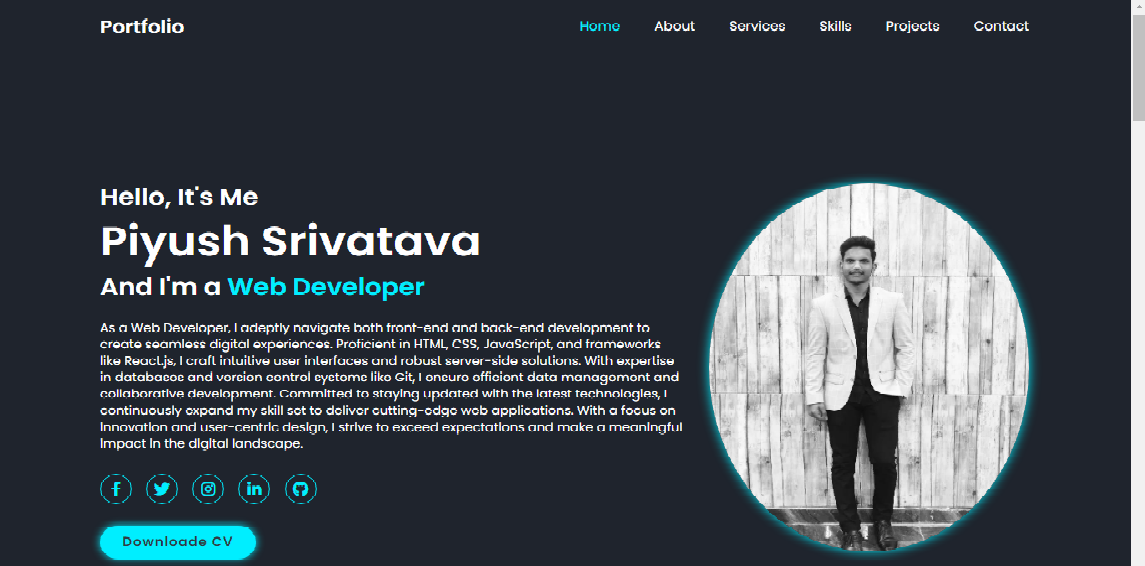 Portfolio
Home About Services Skills Projects Contact
Hello, It's Me
Piyush Srivatava
And I'm a Web Developer
As a Web Developer, I adeptly navigate both front-end and back-end development to
create seamless digital experiences. Proficient in HTML, CSS, JavaScript, and frameworks
like React.js, I craft intuitive user interfaces and robust server-side solutions. With expertise
in databases and version control systems like Git, I ensure efficient data management and
collaborative development. Committed to staying updated with the latest technologies, I
continuously expand my skill set to deliver cutting-edge web applications. With a focus on
innovation and user-centric design, I strive to exceed expectations and make a meaningful
impact in the digital landscape.
Downloade CV